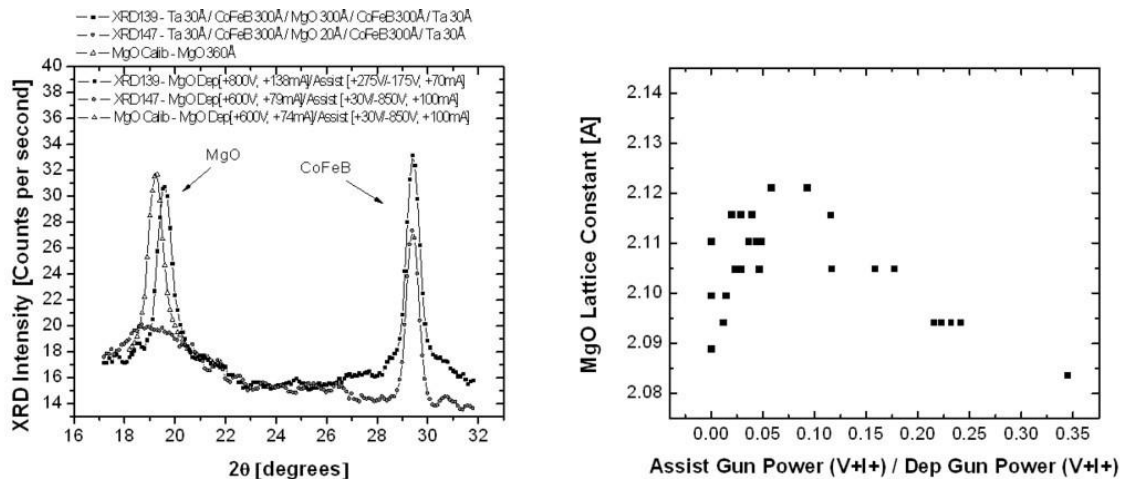 XRD139 - Ta 30Å / CoFeB 300Å / MgO 300Å / CoFeB 300Å / Ta 30Å
XRD147 - Ta 30Å / CoFeB 300Å / MgO 20Å / CoFeB 300Å / Ta 30Å
MgO Calib - MgO 360Å
XRD139 - MgO Dep[+800V; +138mA]/Assist [+275V/-175V, +70mA]
XRD147 - MgO Dep[+600V; +79mA]/Assist [+30V/-850V; +100mA]
MgO Calib - MgO Dep[+600V; +74mA]/Assist [+30V/-850V; +100mA]
XRD Intensity [Counts per second]
40
38
36
34
32
30
28
26
24
22
20
18
16
14
MgO
CoFeB
16 18 20 22 24 26 28 30 32
2θ [degrees]
MgO Lattice Constant [A]
2.14
2.13
2.12
2.11
2.10
2.09
2.08
0.00 0.05 0.10 0.15 0.20 0.25 0.30 0.35
Assist Gun Power (V+I+) / Dep Gun Power (V+I+)